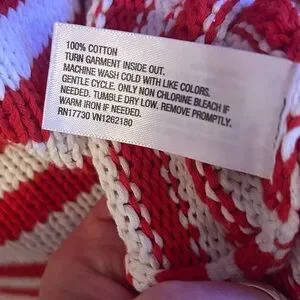 100% COTTON
TURN GARMENT INSIDE OUT.
MACHINE WASH COLD WITH LIKE COLORS.
GENTLE CYCLE. ONLY NON CHLORINE BLEACH IF
NEEDED. TUMBLE DRY LOW. REMOVE PROMPTLY.
WARM IRON IF NEEDED.
RN17730 VN1262180